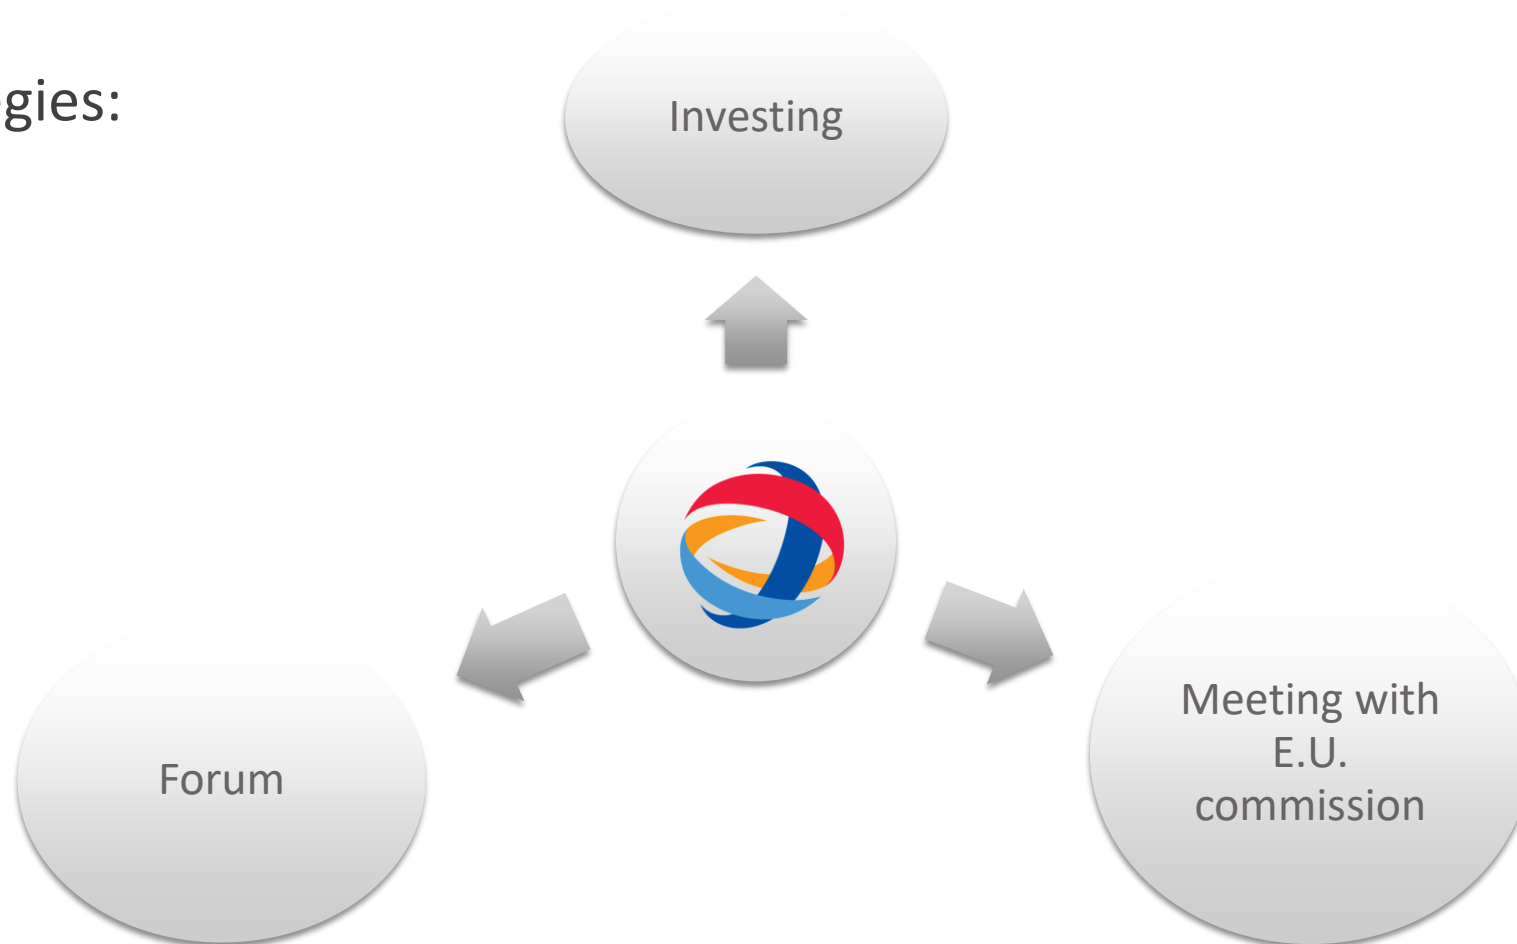 gies:
Investing
Forum
Meeting with
E.U.
commission